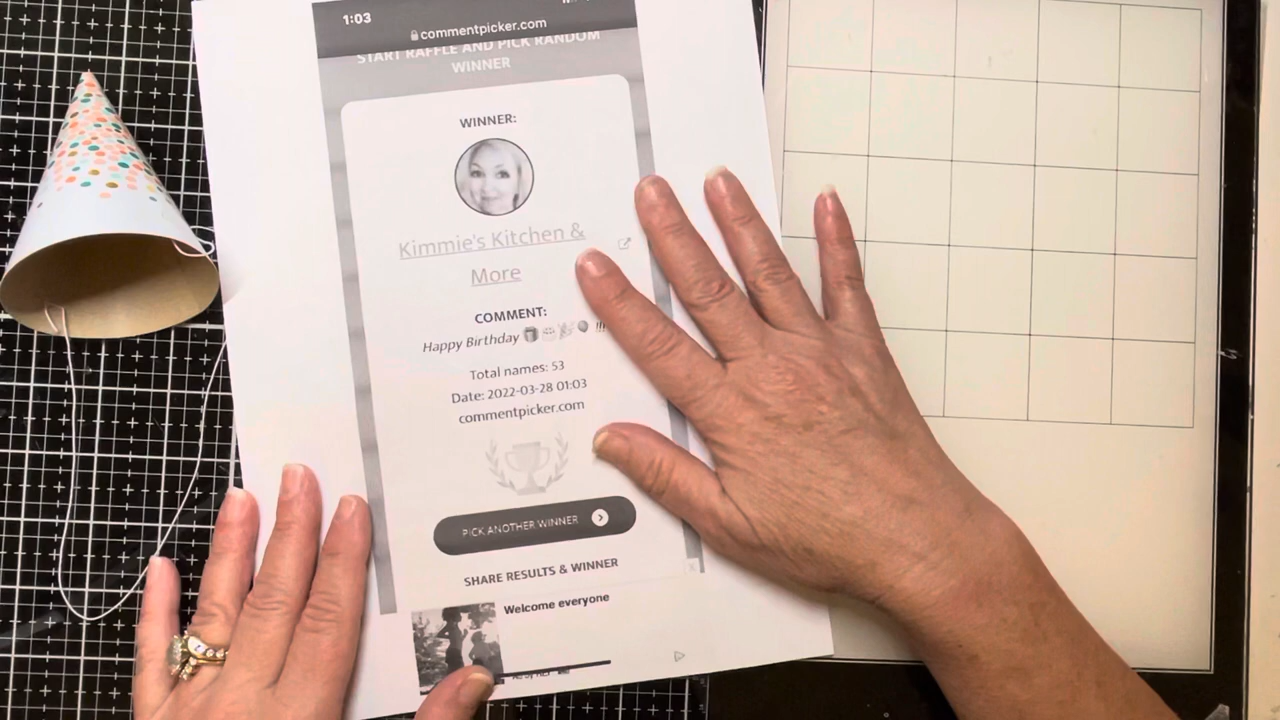 1:03
commentpicker.com
START RAFFLE AND PICK RANDOM
WINNER
WINNER:
Kimmie's Kitchen &
More
COMMENT:
Happy Birthday 🎁🎂🎉🎈 !!!
Total names: 53
Date: 2022-03-28 01:03
commentpicker.com
PICK ANOTHER WINNER
SHARE RESULTS & WINNER
Welcome everyone